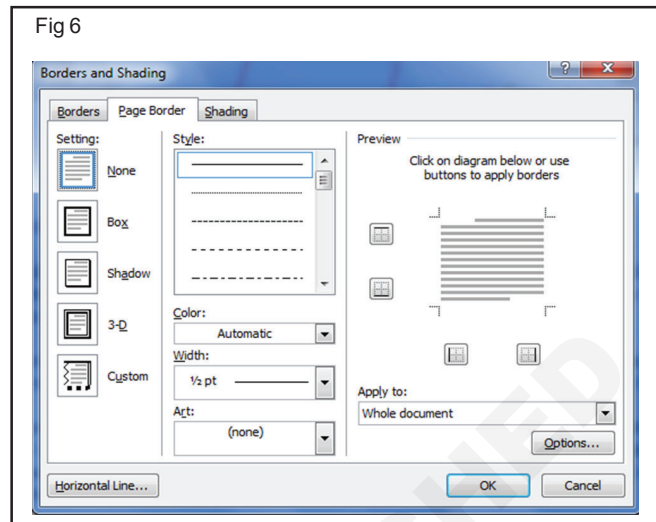 Fig 6
Borders and Shading
?
Borders Page Border Shading
Setting:
None
Box
Shadow
3-D
Custom
Style:
Color:
Automatic
Width:
½ pt
Art:
(none)
Preview
Click on diagram below or use
buttons to apply borders
Apply to:
Whole document
Options...
Horizontal Line...
OK Cancel